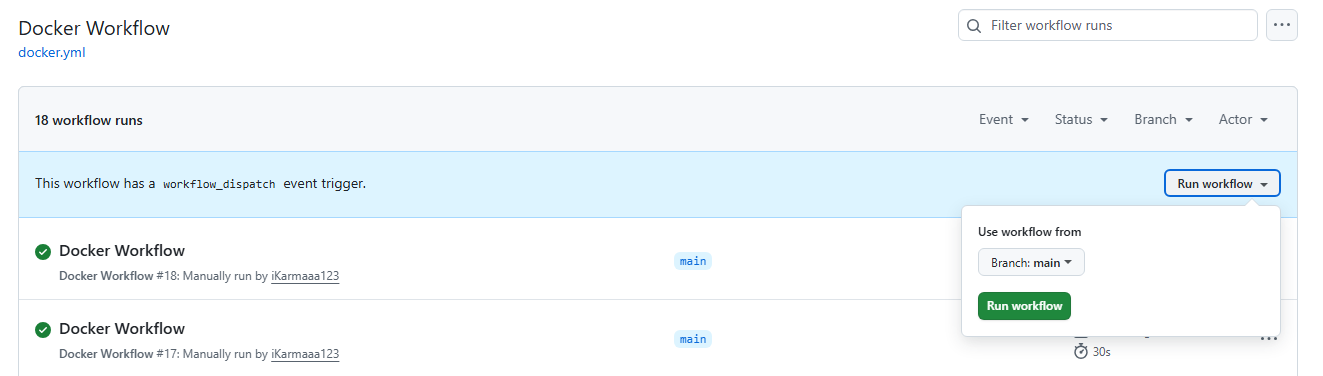 Docker Workflow
Filter workflow runs
docker.yml
18 workflow runs
Event
Status
Branch
Actor
This workflow has a workflow_dispatch event trigger.
Run workflow
Use workflow from
Branch: main
Run workflow
Docker Workflow
main
Docker Workflow #18: Manually run by iKarmaaa123
Docker Workflow
main
Docker Workflow #17: Manually run by iKarmaaa123
30s